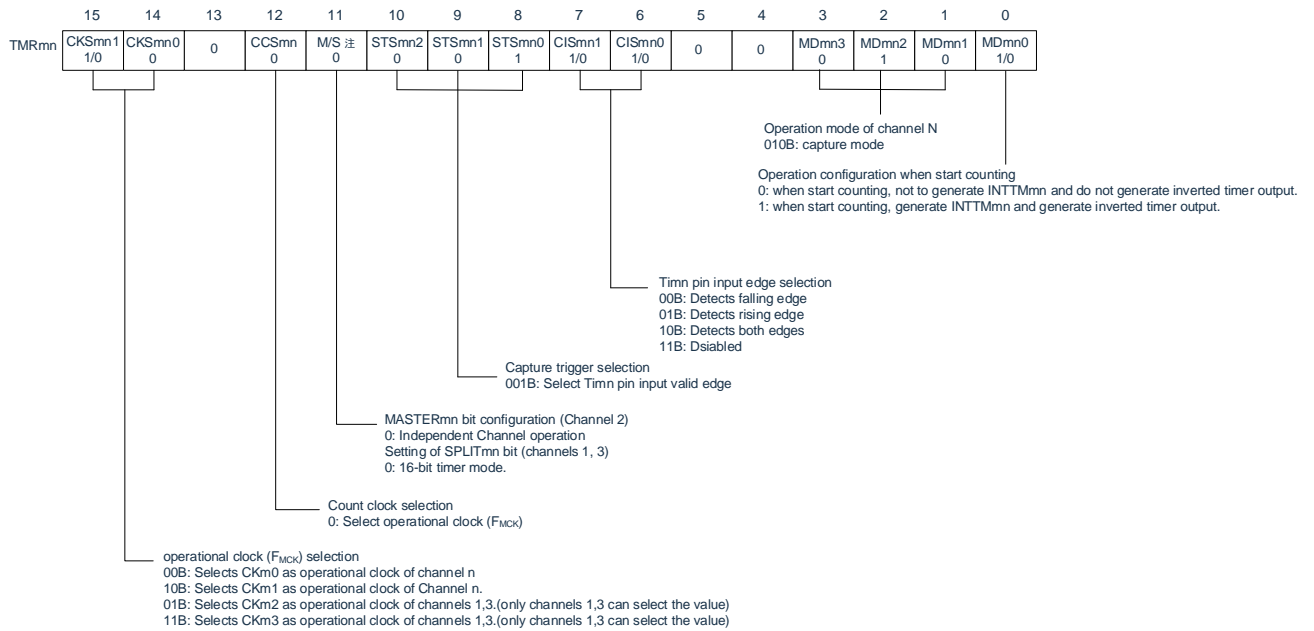 15 14 13 12 11 10 9 8 7 6 5 4 3 2 1 0
TMRmn CKSmn1 CKSmn0 0 CCSmn M/S 注 STSmn2 STSmn1 STSmn0 CISmn1 CISmn0 0 0 MDmn3 MDmn2 MDmn1 MDmn0
1/0 0 0 0 0 0 1 1/0 1/0 0 1 0 1/0
Operation mode of channel N
010B: capture mode
Operation configuration when start counting
0: when start counting, not to generate INTTMmn and do not generate inverted timer output.
1: when start counting, generate INTTMmn and generate inverted timer output.
Timn pin input edge selection
00B: Detects falling edge
01B: Detects rising edge
10B: Detects both edges
11B: Dsiabled
Capture trigger selection
001B: Select Timn pin input valid edge
MASTERmn bit configuration (Channel 2)
0: Independent Channel operation
Setting of SPLITmn bit (channels 1, 3)
0: 16-bit timer mode.
Count clock selection
0: Select operational clock (FMCK)
operational clock (FMCK) selection
00B: Selects CKm0 as operational clock of channel n
10B: Selects CKm1 as operational clock of Channel n.
01B: Selects CKm2 as operational clock of channels 1,3.(only channels 1,3 can select the value)
11B: Selects CKm3 as operational clock of channels 1,3.(only channels 1,3 can select the value)